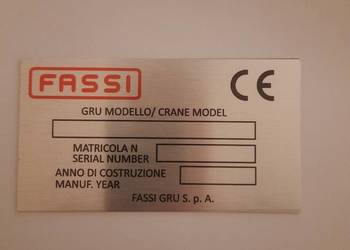 FASSI
CE
GRU MODELLO/ CRANE MODEL
MATRICOLA N
SERIAL NUMBER
ANNO DI COSTRUZIONE
MANUF. YEAR
FASSI GRU S. p. A.